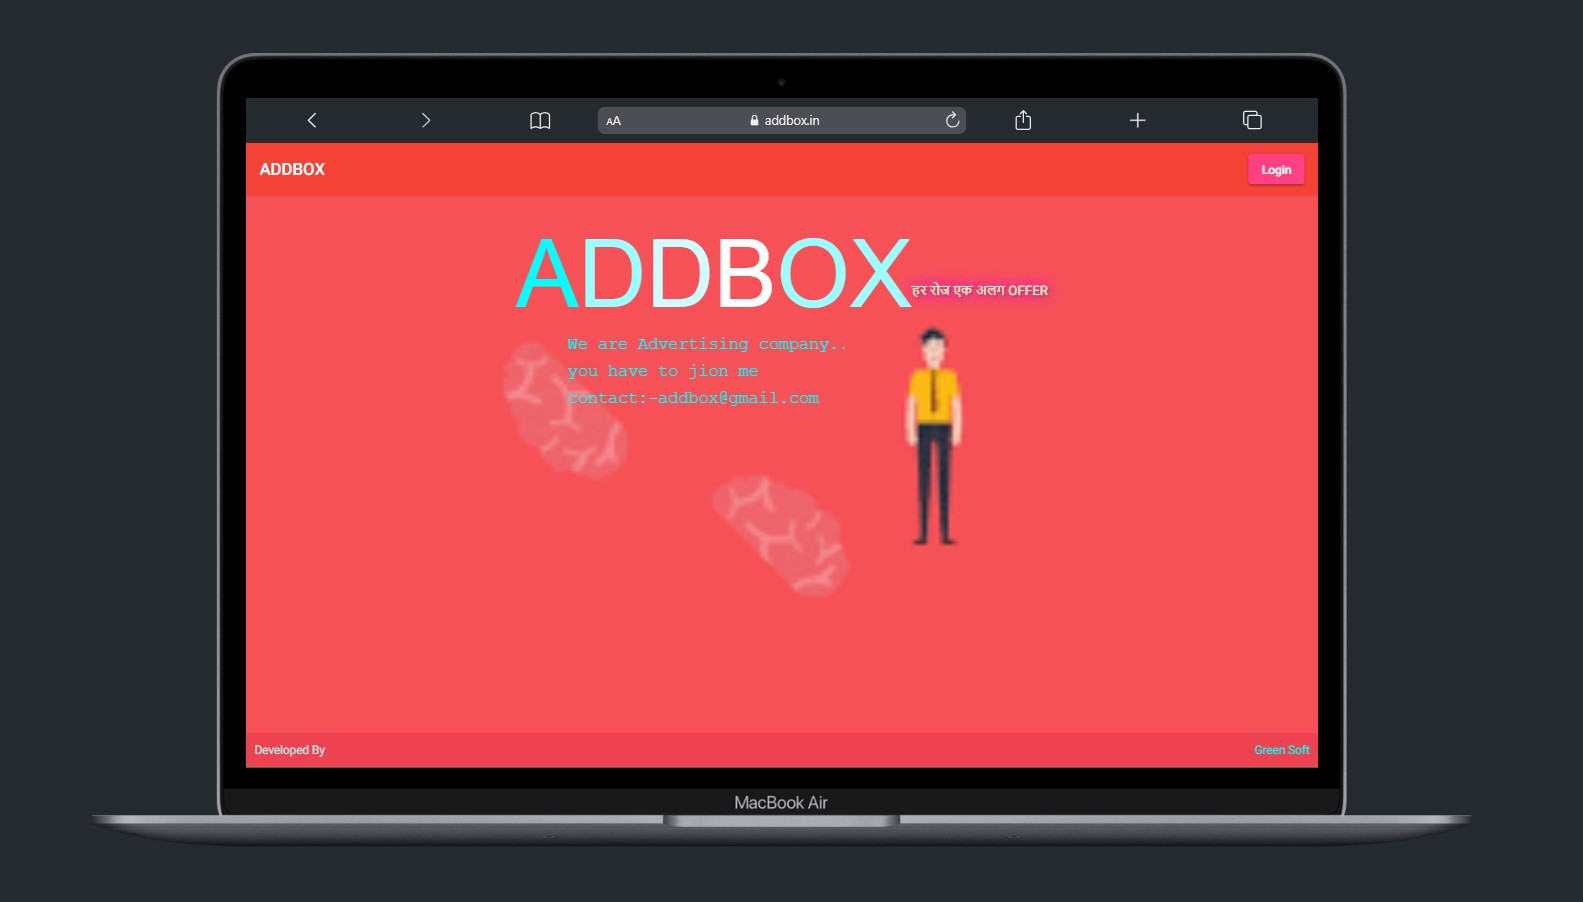 AA addbox.in
ADDBOX Login
ADDBOX
हर रोज एक अलग OFFER
We are Advertising company..
you have to jion me
contact:-addbox@gmail.com
Developed By Green Soft
MacBook Air